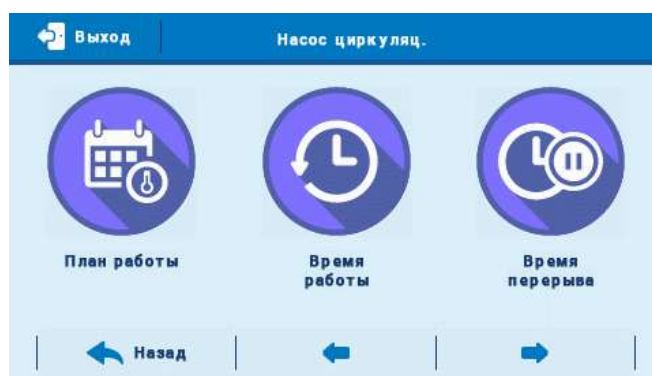 Выход
Насос циркуляц.
План работы
Время
работы
Время
перерыва
Назад